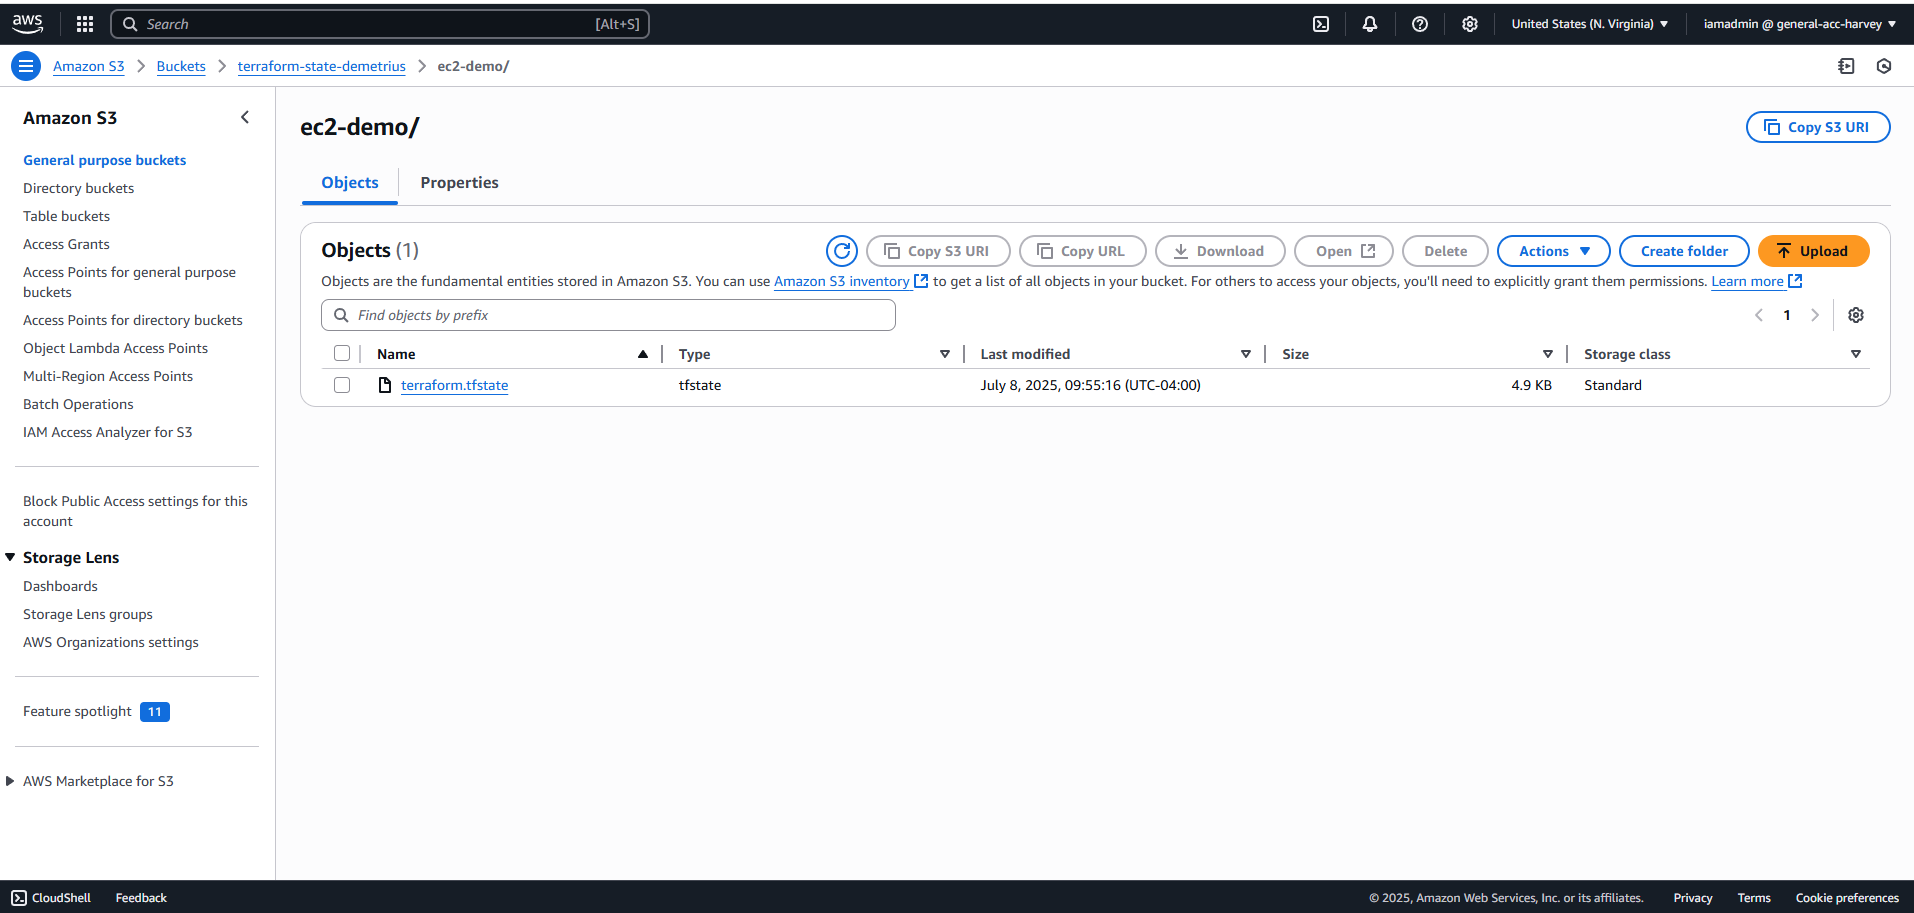 aws
Search [Alt+S]
United States (N. Virginia)
iamadmin @ general-acc-harvey
Amazon S3
Buckets
terraform-state-demetrius
ec2-demo/
Amazon S3
General purpose buckets
Directory buckets
Table buckets
Access Grants
Access Points for general purpose
buckets
Access Points for directory buckets
Object Lambda Access Points
Multi-Region Access Points
Batch Operations
IAM Access Analyzer for S3
Block Public Access settings for this
account
Storage Lens
Dashboards
Storage Lens groups
AWS Organizations settings
Feature spotlight 11
AWS Marketplace for S3
ec2-demo/
Copy S3 URI
Objects
Properties
Objects (1)
Copy S3 URI
Copy URL
Download
Open
Delete
Actions
Create folder
Upload
Objects are the fundamental entities stored in Amazon S3. You can use Amazon S3 inventory to get a list of all objects in your bucket. For others to access your objects, you'll need to explicitly grant them permissions. Learn more
Find objects by prefix
1
Name Type Last modified Size Storage class
terraform.tfstate tfstate July 8, 2025, 09:55:16 (UTC-04:00) 4.9 KB Standard
CloudShell
Feedback
© 2025, Amazon Web Services, Inc. or its affiliates.
Privacy
Terms
Cookie preferences